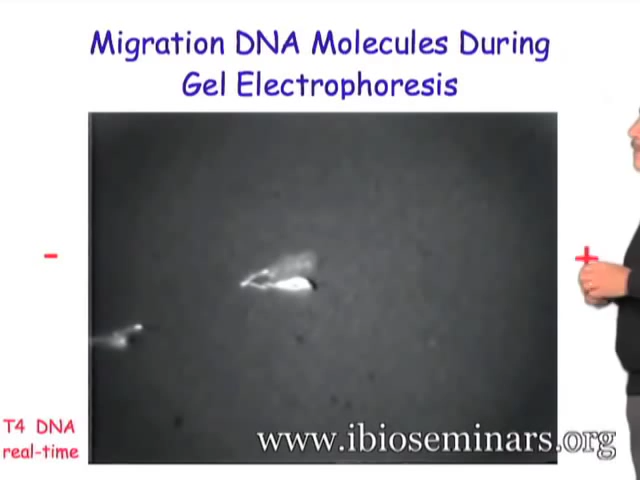 Migration DNA Molecules During
Gel Electrophoresis
-
+
T4 DNA
real-time
www.ibioseminars.org